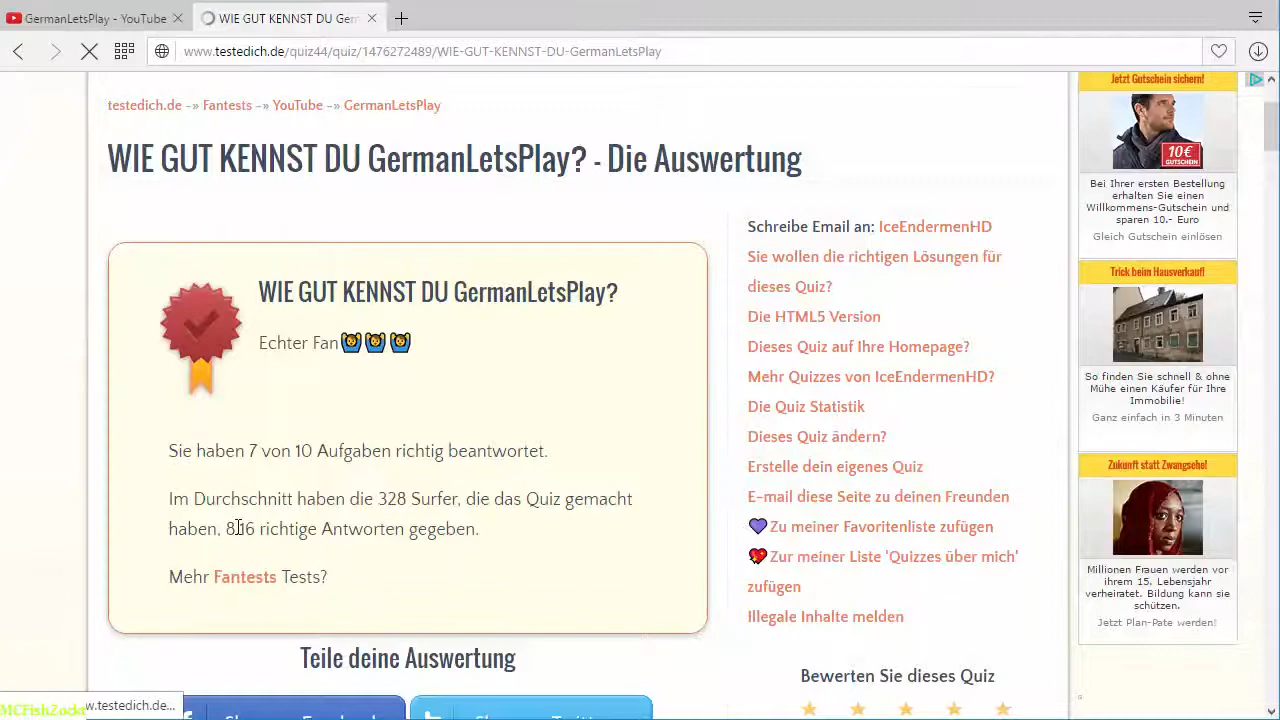 GermanLetsPlay - YouTube
WIE GUT KENNST DU Ger
www.testedich.de/quiz44/quiz/1476272489/WIE-GUT-KENNST-DU-GermanLetsPlay
testedich.de -» Fantests -» YouTube -» GermanLetsPlay
WIE GUT KENNST DU GermanLetsPlay? - Die Auswertung
WIE GUT KENNST DU GermanLetsPlay?
Echter Fan
Sie haben 7 von 10 Aufgaben richtig beantwortet.
Im Durchschnitt haben die 328 Surfer, die das Quiz gemacht
haben, richtige Antworten gegeben.
Mehr Fantests Tests?
Teile deine Auswertung
Schreibe Email an: IceEndermenHD
Sie wollen die richtigen Lösungen für
dieses Quiz?
Die HTML5 Version
Dieses Quiz auf Ihre Homepage?
Mehr Quizzes von IceEndermenHD?
Die Quiz Statistik
Dieses Quiz ändern?
Erstelle dein eigenes Quiz
E-mail diese Seite zu deinen Freunden
Zu meiner Favoritenliste zufügen
Zur meiner Liste 'Quizzes über mich'
zufügen
Illegale Inhalte melden
Bewerten Sie dieses Quiz
Jetzt Gutschein sichern!
10€
GUTSCHEIN
Bei Ihrer ersten Bestellung
erhalten Sie einen
Willkommens-Gutschein und
sparen 10.- Euro
Gleich Gutschein einlösen
Trick beim Hausverkauf!
So finden Sie schnell & ohne
Mühe einen Käufer für Ihre
Immobilie!
Ganz einfach in 3 Minuten
Zukunft statt Zwangsehe!
Millionen Frauen werden vor
ihrem 15. Lebensjahr
verheiratet. Bildung kann sie
schützen.
Jetzt Plan-Pate werden!
MCFishZockt
w.testedich.de...